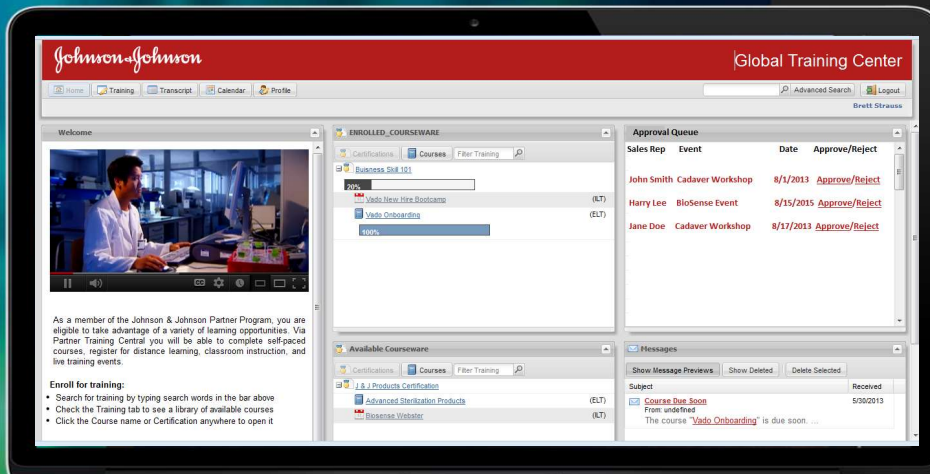 Johnson & Johnson
Global Training Center
Home Training Transcript Calendar Profile
Advanced Search Logout
Brett Strauss
Welcome
As a member of the Johnson & Johnson Partner Program, you are
eligible to take advantage of a variety of learning opportunities. Via
Partner Training Central you will be able to complete self-paced
courses, register for distance learning, classroom instruction, and
live training events.
Enroll for training:
• Search for training by typing search words in the bar above
• Check the Training tab to see a library of available courses
• Click the Course name or Certification anywhere to open it
ENROLLED_COURSEWARE
Certifications Courses Filter Training
Buisness Skill 101
20%
Vado New Hire Bootcamp (ILT)
Vado Onboarding (ELT)
100%
Available Courseware
Certifications Courses Filter Training
J & J Products Certification
Advanced Sterilization Products (ELT)
Biosense Webster (ILT)
Approval Queue
Sales Rep Event Date Approve/Reject
John Smith Cadaver Workshop 8/1/2013 Approve/Reject
Harry Lee BioSense Event 8/15/2015 Approve/Reject
Jane Doe Cadaver Workshop 8/17/2013 Approve/Reject
Messages
Show Message Previews Show Deleted Delete Selected
Subject Received
Course Due Soon 5/30/2013
From: undefined
The course "Vado Onboarding" is due soon. ...